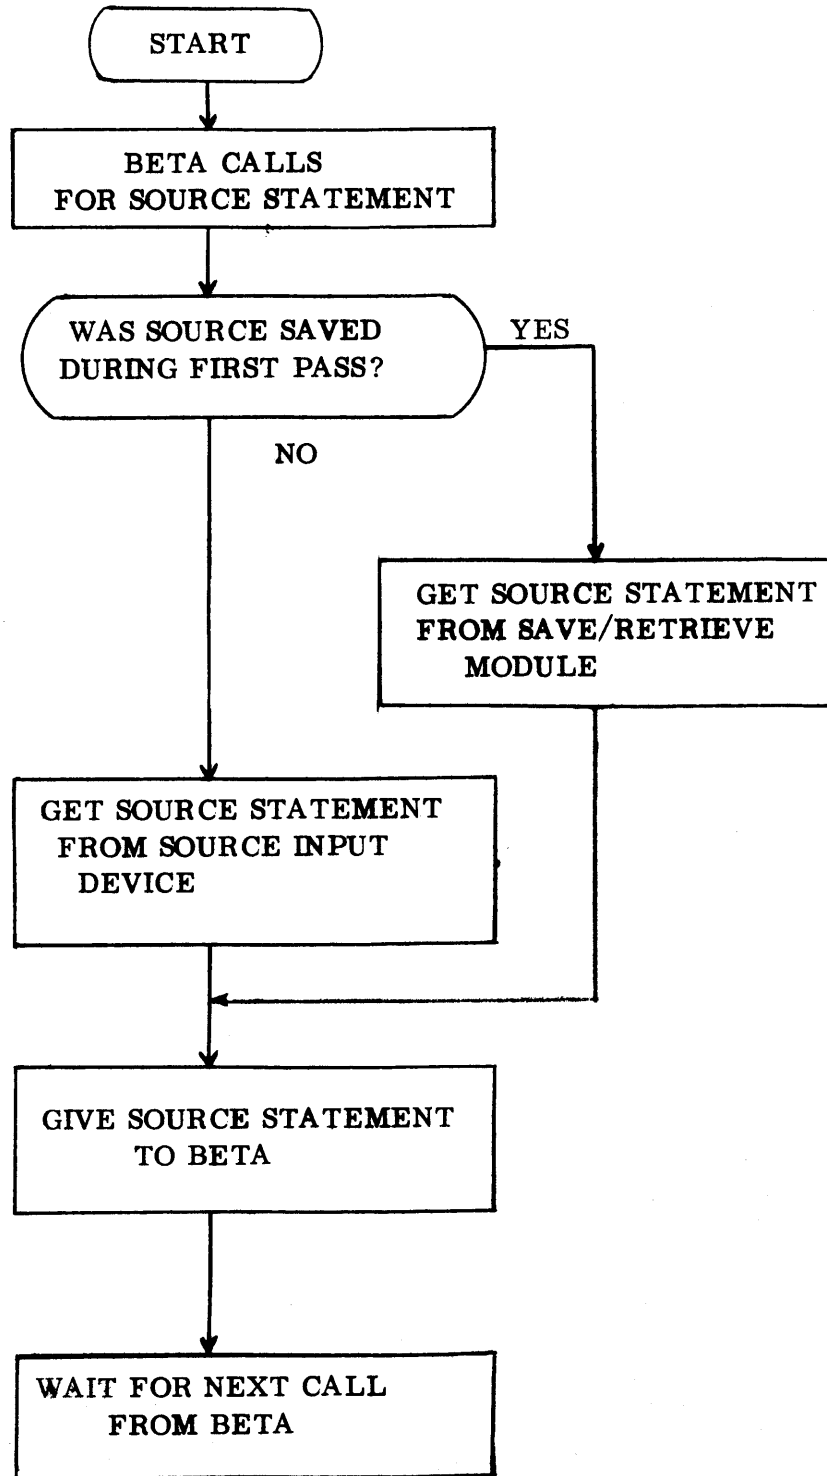 START
BETA CALLS
FOR SOURCE STATEMENT
WAS SOURCE SAVED
DURING FIRST PASS?
YES
NO
GET SOURCE STATEMENT
FROM SAVE/RETRIEVE
MODULE
GET SOURCE STATEMENT
FROM SOURCE INPUT
DEVICE
GIVE SOURCE STATEMENT
TO BETA
WAIT FOR NEXT CALL
FROM BETA